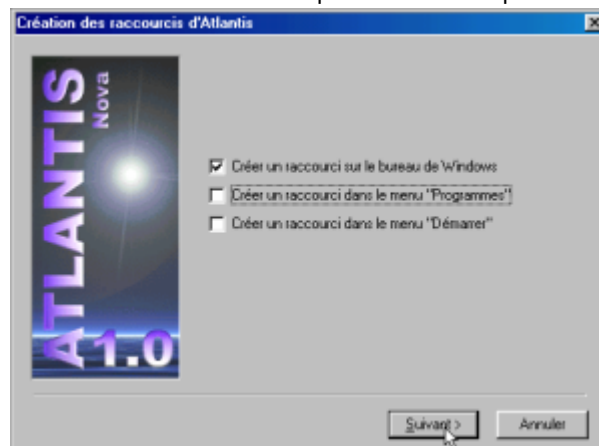 Création des raccourcis d'Atlantis
ATLANTIS
Nova
1.0
Créer un raccourci sur le bureau de Windows
Créer un raccourci dans le menu "Programmes"
Créer un raccourci dans le menu "Démarrer"
Suivant >
Annuler